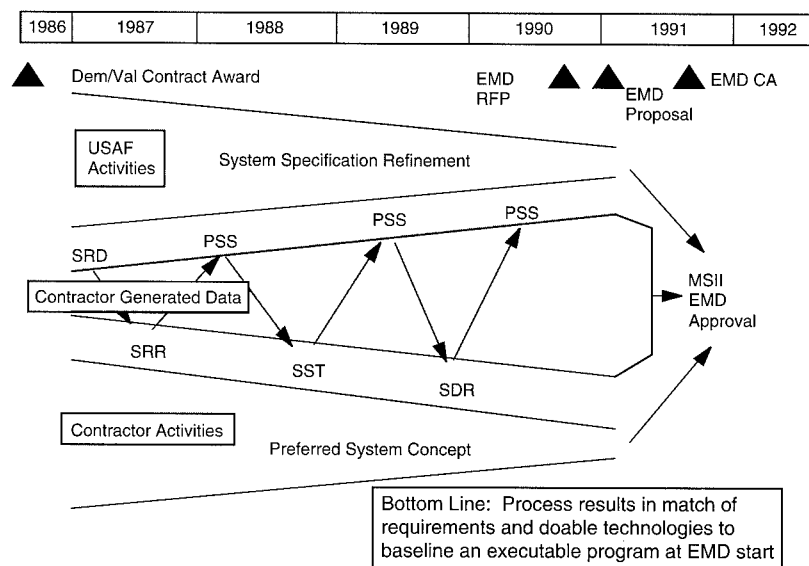 1986 1987 1988 1989 1990 1991 1992
Dem/Val Contract Award
EMD
RFP
EMD
Proposal
EMD CA
USAF
Activities
System Specification Refinement
SRD
PSS
PSS
PSS
Contractor Generated Data
SRR
SST
SDR
MSII
EMD
Approval
Contractor Activities
Preferred System Concept
Bottom Line: Process results in match of
requirements and doable technologies to
baseline an executable program at EMD start